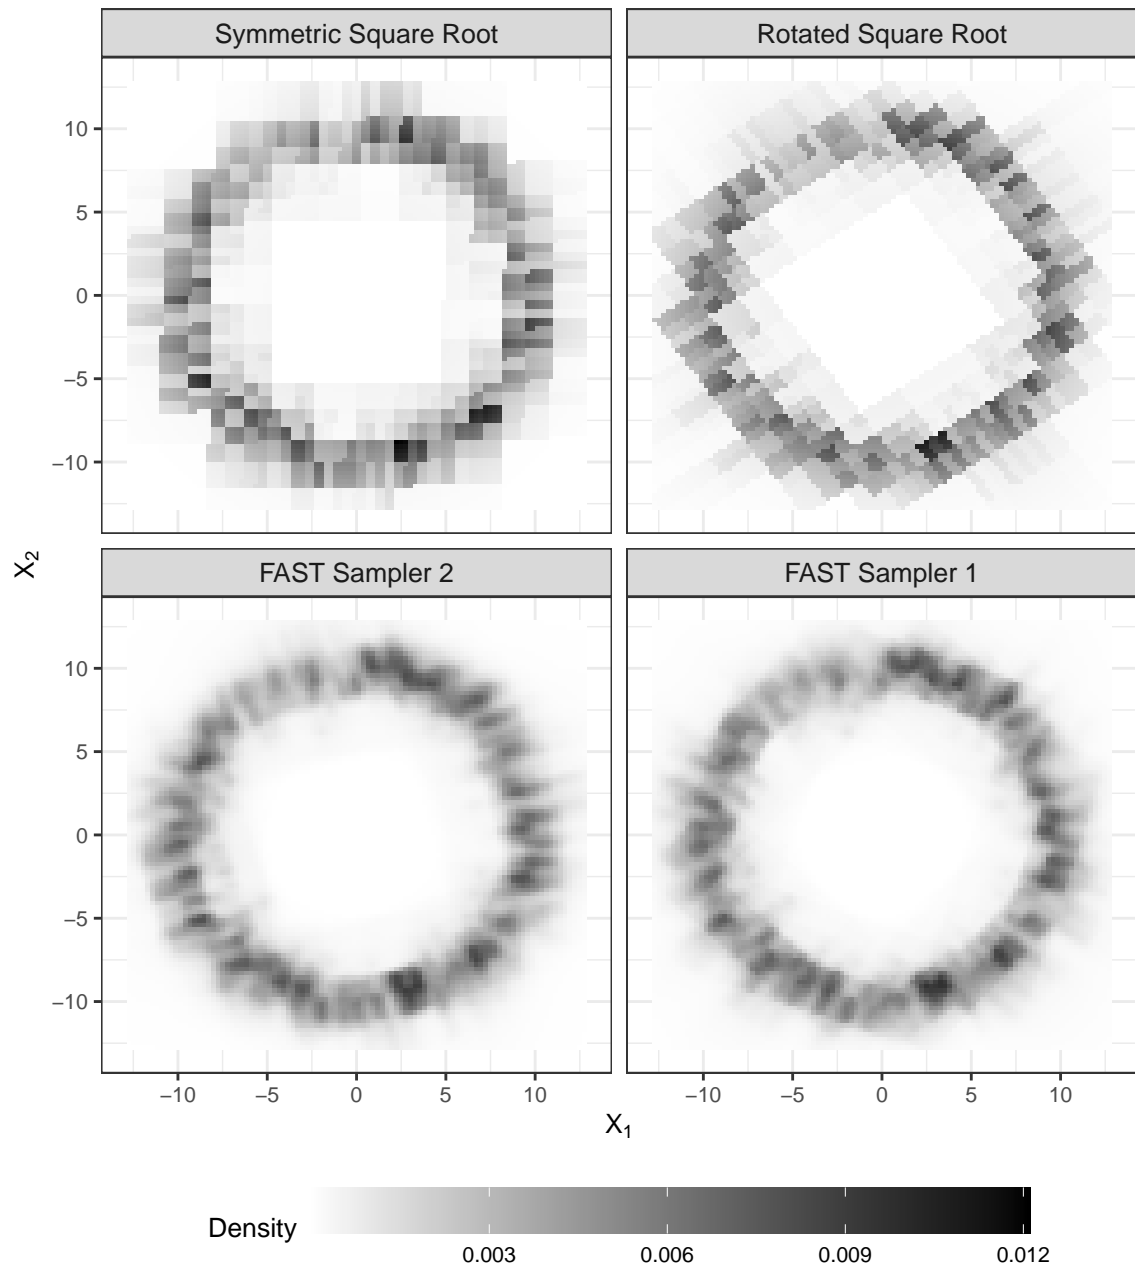 Symmetric Square Root
Rotated Square Root
10
5
0
−5
−10
X₂
FAST Sampler 2
FAST Sampler 1
10
5
0
−5
−10
−10 −5 0 5 10
−10 −5 0 5 10
X₁
Density
0.003 0.006 0.009 0.012